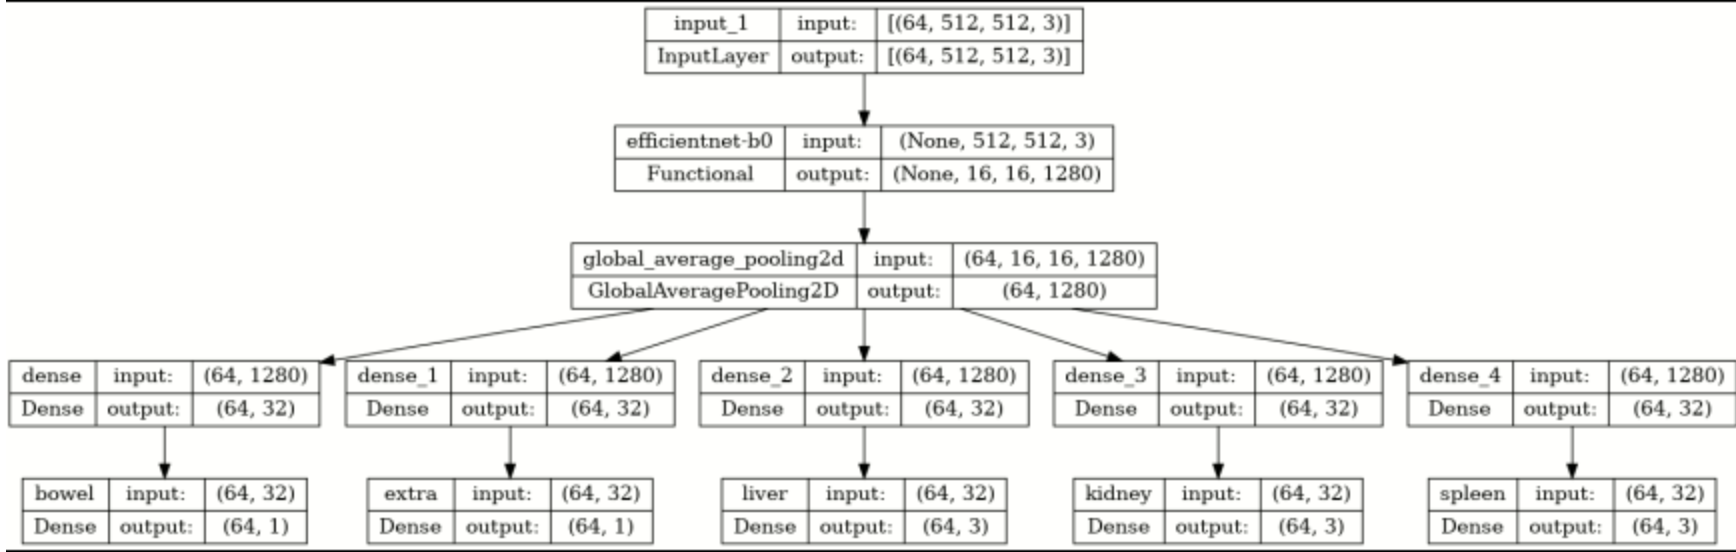 input_1 input: [(64, 512, 512, 3)]
InputLayer output: [(64, 512, 512, 3)]
efficientnet-b0 input: (None, 512, 512, 3)
Functional output: (None, 16, 16, 1280)
global_average_pooling2d input: (64, 16, 16, 1280)
GlobalAveragePooling2D output: (64, 1280)
dense input: (64, 1280)
Dense output: (64, 32)
dense_1 input: (64, 1280)
Dense output: (64, 32)
dense_2 input: (64, 1280)
Dense output: (64, 32)
dense_3 input: (64, 1280)
Dense output: (64, 32)
dense_4 input: (64, 1280)
Dense output: (64, 32)
bowel input: (64, 32)
Dense output: (64, 1)
extra input: (64, 32)
Dense output: (64, 1)
liver input: (64, 32)
Dense output: (64, 3)
kidney input: (64, 32)
Dense output: (64, 3)
spleen input: (64, 32)
Dense output: (64, 3)